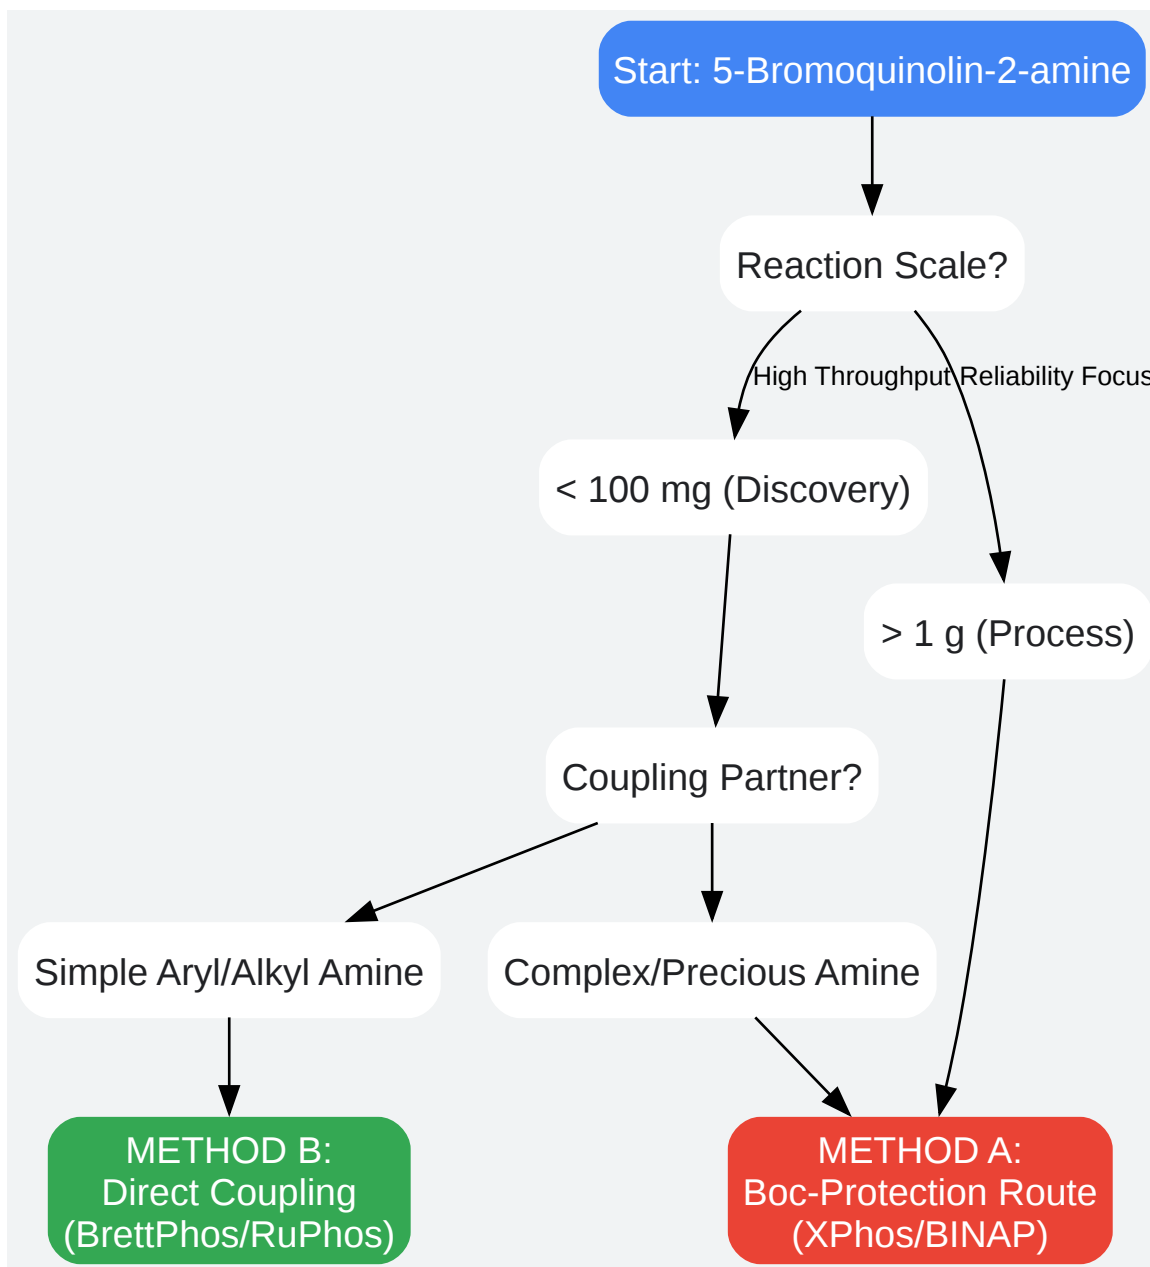 Start: 5-Bromoquinolin-2-amine
Reaction Scale?
High Throughput
Reliability Focus
< 100 mg (Discovery)
> 1 g (Process)
Coupling Partner?
Simple Aryl/Alkyl Amine
Complex/Precious Amine
METHOD B:
Direct Coupling
(BrettPhos/RuPhos)
METHOD A:
Boc-Protection Route
(XPhos/BINAP)